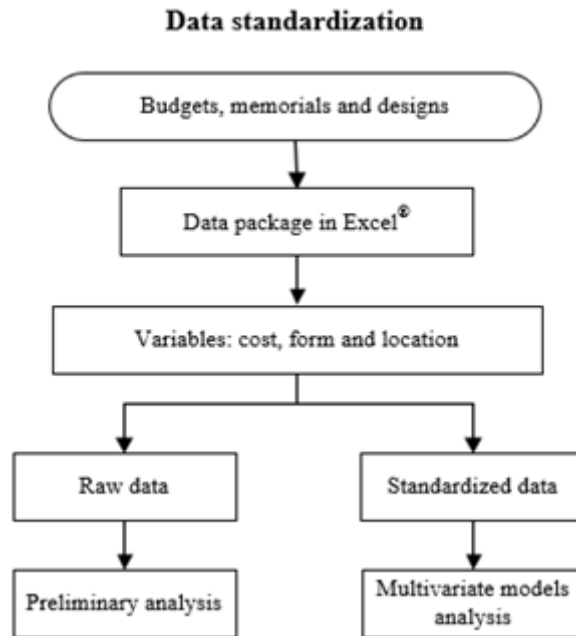 Data standardization
Budgets, memorials and designs
Data package in Excel®
Variables: cost, form and location
Raw data
Standardized data
Preliminary analysis
Multivariate models
analysis